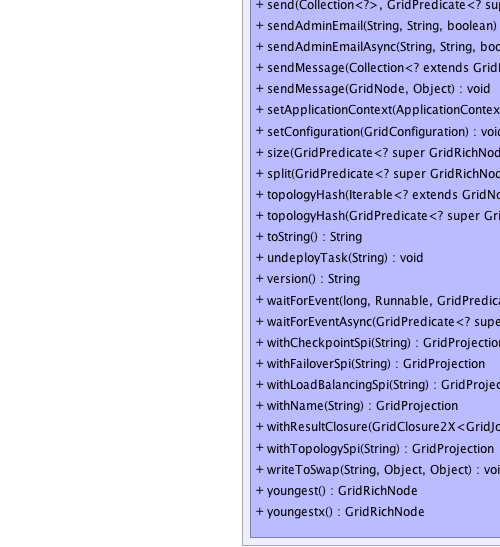 + send(Collection<?>, GridPredicate<? su
+ sendAdminEmail(String, String, boolean)
+ sendAdminEmailAsync(String, String, boo
+ sendMessage(Collection<? extends Grid
+ sendMessage(GridNode, Object) : void
+ setApplicationContext(ApplicationContex
+ setConfiguration(GridConfiguration) : voi
+ size(GridPredicate<? super GridRichNod
+ split(GridPredicate<? super GridRichNod
+ topologyHash(Iterable<? extends GridNo
+ topologyHash(GridPredicate<? super Gri
+ toString() : String
+ undeployTask(String) : void
+ version() : String
+ waitForEvent(long, Runnable, GridPredica
+ waitForEventAsync(GridPredicate<? supe
+ withCheckpointSpi(String) : GridProjection
+ withFailoverSpi(String) : GridProjection
+ withLoadBalancingSpi(String) : GridProjec
+ withName(String) : GridProjection
+ withResultClosure(GridClosure2X<GridJo
+ withTopologySpi(String) : GridProjection
+ writeToSwap(String, Object, Object) : voi
+ youngest() : GridRichNode
+ youngestx() : GridRichNode